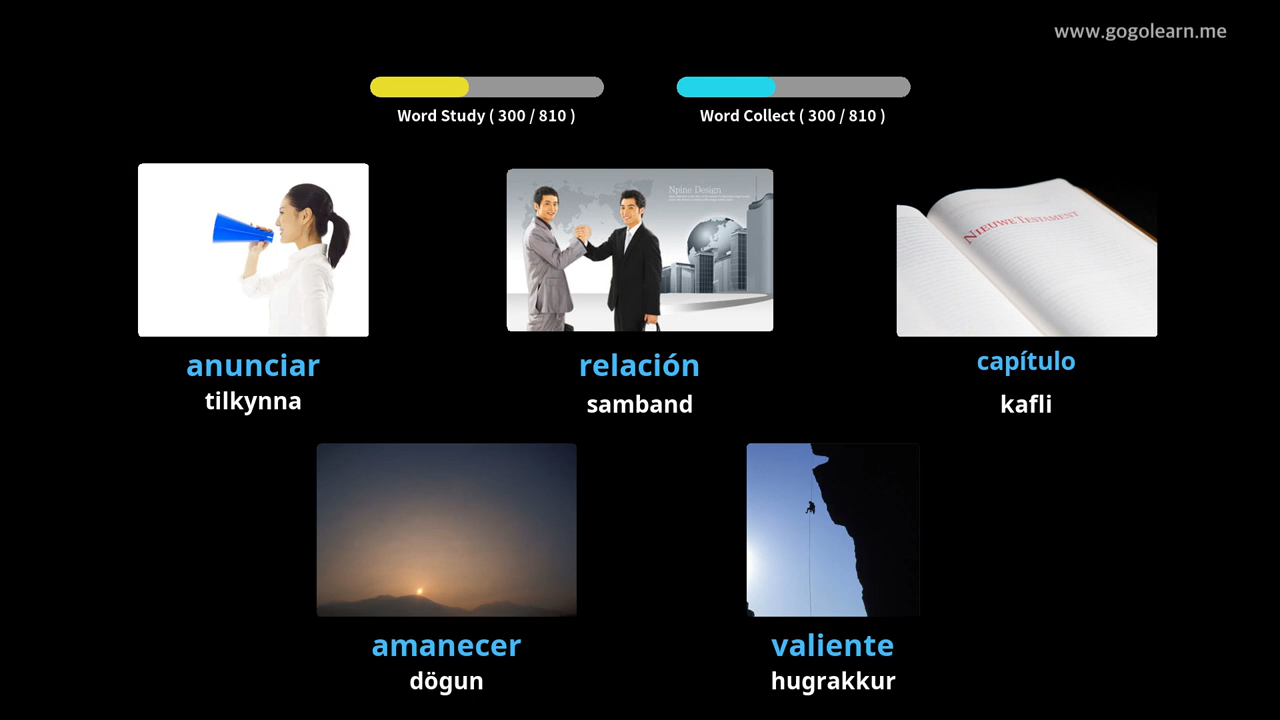 www.gogolearn.me
Word Study ( 300 / 810 )
Word Collect ( 300 / 810 )
Npine Design
NIEUWE TESTAMENT
anunciar
relación
capítulo
tilkynna
samband
kafli
amanecer
valiente
dögun
hugrakkur